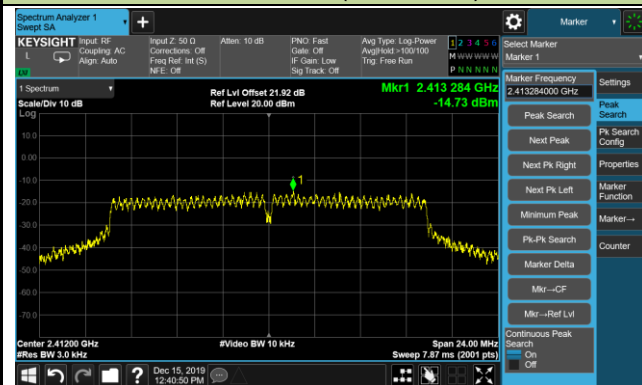 Spectrum Analyzer 1
Swept SA
Marker
KEYSIGHT
L
Input: RF
Coupling: AC
Align: Auto
Input Z: 50 Ω
Corrections: Off
Freq Ref: Int (S)
NFE: Off
Atten: 10 dB
PNO: Fast
Gate: Off
IF Gain: Low
Sig Track: Off
Avg Type: Log-Power
Avg|Hold:>100/100
Trig: Free Run
1 2 3 4 5 6
M W W W W W
P N N N N N
Select Marker
Marker 1
1 Spectrum
Scale/Div 10 dB
Log
Ref Lvl Offset 21.92 dB
Ref Level 20.00 dBm
Mkr1 2.413 284 GHz
-14.73 dBm
10.0
0.00
-10.0
-20.0
-30.0
-40.0
-50.0
-60.0
-70.0
1
Center 2.41200 GHz
#Res BW 3.0 kHz
#Video BW 10 kHz
Span 24.00 MHz
Sweep 7.87 ms (2001 pts)
Marker Frequency
2.413284000 GHz
Peak Search
Next Peak
Next Pk Right
Next Pk Left
Minimum Peak
Pk-Pk Search
Marker Delta
Mkr→CF
Mkr→Ref Lvl
Continuous Peak
Search
On
Off
Settings
Peak
Search
Pk Search
Config
Properties
Marker
Function
Marker→
Counter
?
Dec 15, 2019
12:40:50 PM